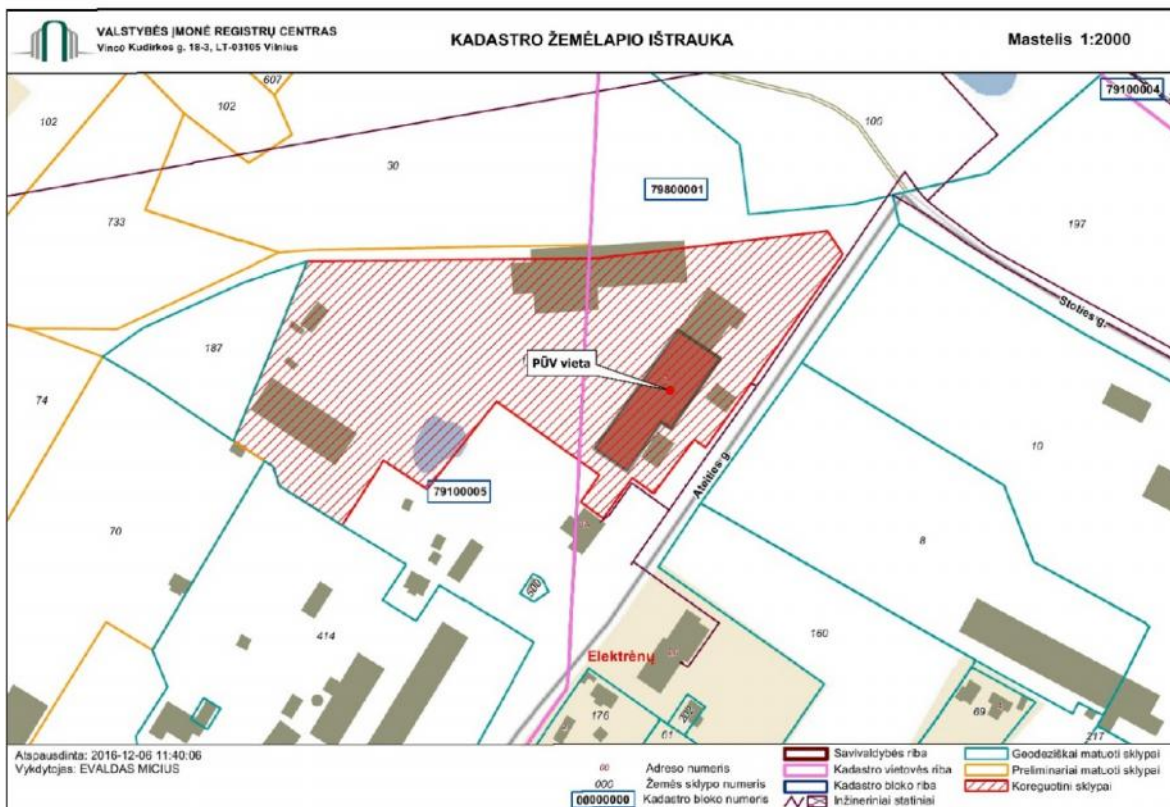 VALSTYBĖS ĮMONĖ REGISTRŲ CENTRAS
Vinco Kudirkos g. 18-3, LT-03105 Vilnius
KADASTRO ŽEMĖLAPIO IŠTRAUKA
Mastelis 1:2000
607
102
102
79100004
100
30
79800001
733
197
Stoties g.
187
PŪV vieta
74
10
Ateities g.
79100005
70
8
500
414
160
Elektrėnų
176
202
61
69
217
Atspausdinta: 2016-12-06 11:40:06
Vykdytojas: EVALDAS MICIUS
00 Adreso numeris
000 Žemės sklypo numeris
00000000 Kadastro bloko numeris
Savivaldybės riba
Kadastro vietovės riba
Kadastro bloko riba
Inžineriniai statiniai
Geodeziškai matuoti sklypai
Preliminariai matuoti sklypai
Koreguotini sklypai